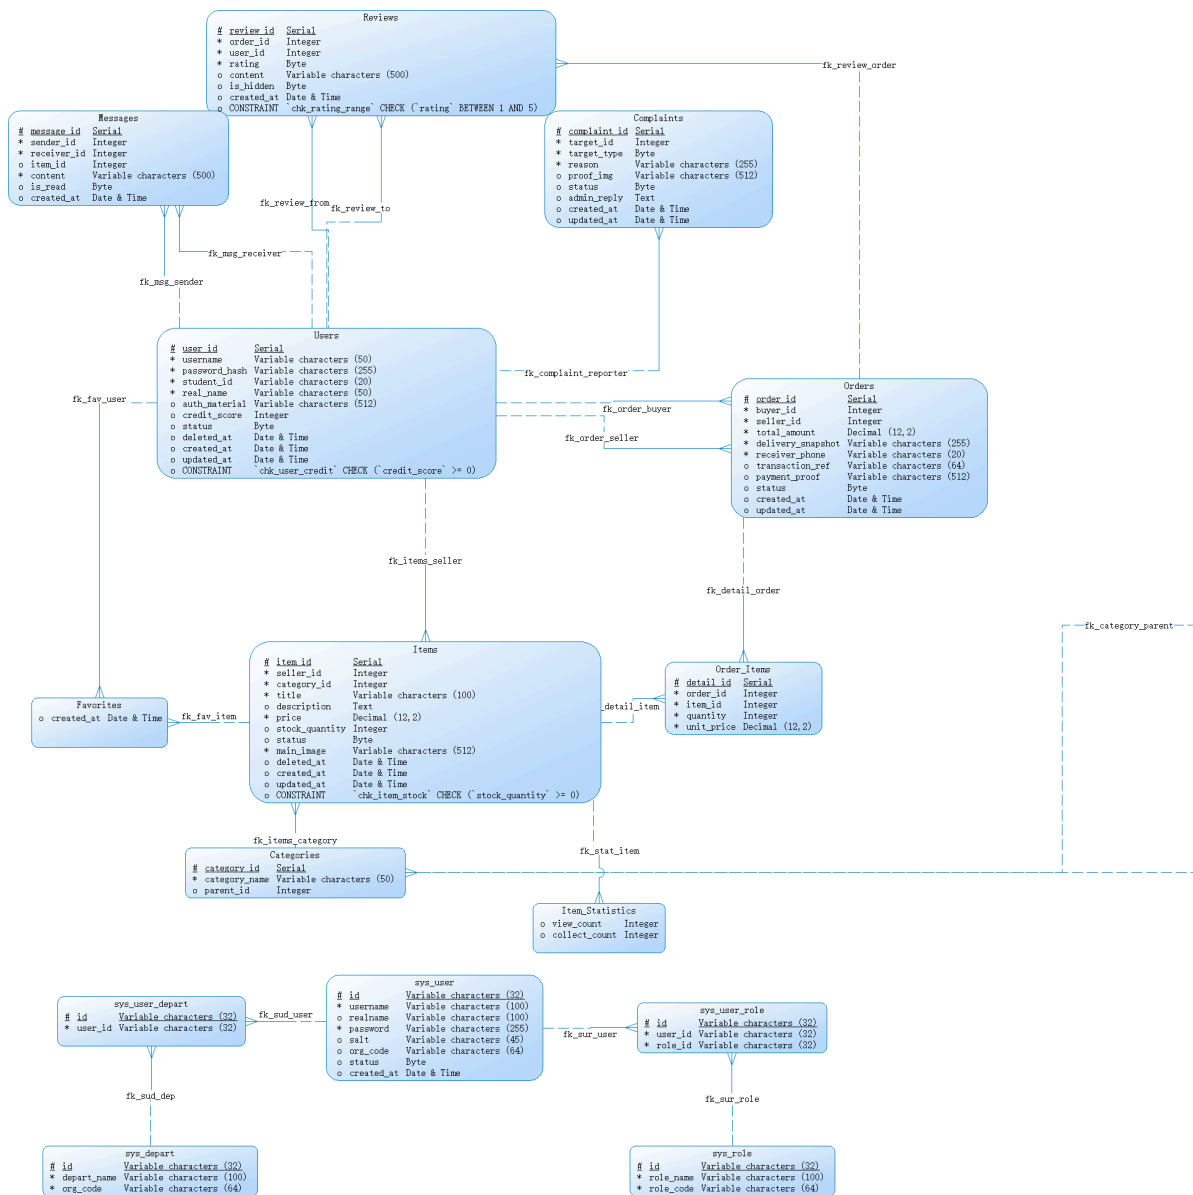 Reviews
# review_id Serial
* order_id Integer
* user_id Integer
* rating Byte
o content Variable characters (500)
o is_hidden Byte
o created_at Date & Time
o CONSTRAINT `chk_rating_range` CHECK (`rating` BETWEEN 1 AND 5)
fk_review_order
Messages
# message_id Serial
* sender_id Integer
* receiver_id Integer
o item_id Integer
* content Variable characters (500)
o is_read Byte
o created_at Date & Time
Complaints
# complaint_id Serial
* target_id Integer
* target_type Byte
* reason Variable characters (255)
o proof_img Variable characters (512)
o status Byte
o admin_reply Text
o created_at Date & Time
o updated_at Date & Time
fk_review_from
fk_review_to
fk_msg_receiver
fk_msg_sender
Users
# user_id Serial
* username Variable characters (50)
* password_hash Variable characters (255)
* student_id Variable characters (20)
* real_name Variable characters (50)
o auth_material Variable characters (512)
o credit_score Integer
o status Byte
o deleted_at Date & Time
o created_at Date & Time
o updated_at Date & Time
o CONSTRAINT `chk_user_credit` CHECK (`credit_score` >= 0)
fk_complaint_reporter
fk_fav_user
fk_order_buyer
fk_order_seller
Orders
# order_id Serial
* buyer_id Integer
* seller_id Integer
* total_amount Decimal (12,2)
* delivery_snapshot Variable characters (255)
* receiver_phone Variable characters (20)
o transaction_ref Variable characters (64)
o payment_proof Variable characters (512)
o status Byte
o created_at Date & Time
o updated_at Date & Time
fk_items_seller
fk_detail_order
fk_category_parent
Items
# item_id Serial
* seller_id Integer
* category_id Integer
* title Variable characters (100)
o description Text
* price Decimal (12,2)
o stock_quantity Integer
o status Byte
* main_image Variable characters (512)
o deleted_at Date & Time
o created_at Date & Time
o updated_at Date & Time
o CONSTRAINT `chk_item_stock` CHECK (`stock_quantity` >= 0)
Order_Items
# detail_id Serial
* order_id Integer
* item_id Integer
* quantity Integer
* unit_price Decimal (12,2)
Favorites
o created_at Date & Time
fk_fav_item
_detail_item
fk_items_category
Categories
# category_id Serial
* category_name Variable characters (50)
o parent_id Integer
fk_stat_item
Item_Statistics
o view_count Integer
o collect_count Integer
sys_user_depart
# id Variable characters (32)
* user_id Variable characters (32)
fk_sud_user
sys_user
# id Variable characters (32)
* username Variable characters (100)
o realname Variable characters (100)
* password Variable characters (255)
o salt Variable characters (45)
o org_code Variable characters (64)
o status Byte
o created_at Date & Time
fk_sur_user
sys_user_role
# id Variable characters (32)
* user_id Variable characters (32)
* role_id Variable characters (32)
fk_sud_dep
fk_sur_role
sys_depart
# id Variable characters (32)
* depart_name Variable characters (100)
* org_code Variable characters (64)
sys_role
# id Variable characters (32)
* role_name Variable characters (100)
* role_code Variable characters (64)